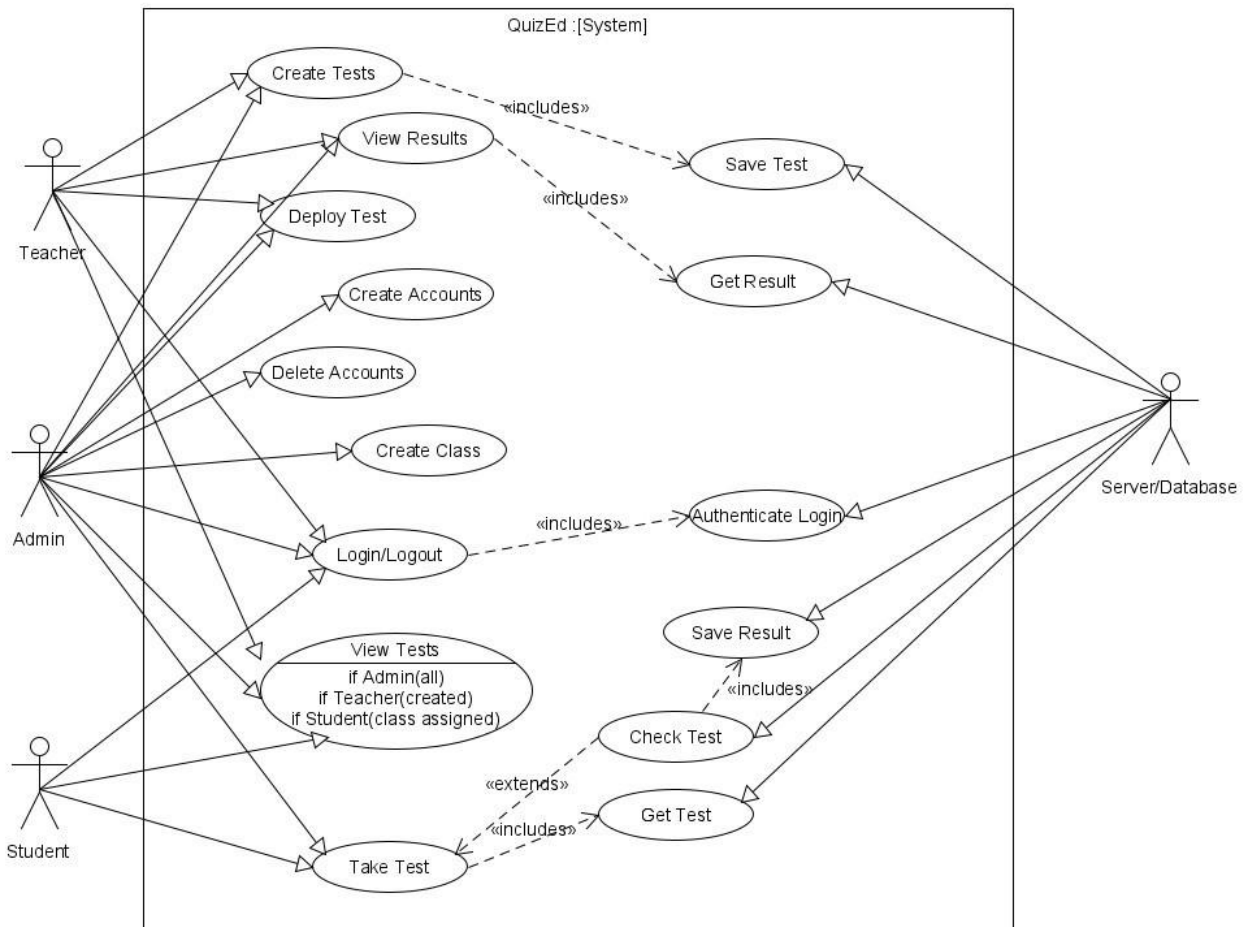 QuizEd :[System]
Create Tests
«includes»
View Results
Save Test
Teacher
«includes»
Deploy Test
Get Result
Create Accounts
Delete Accounts
Create Class
Server/Database
Admin
Authenticate Login
«includes»
Login/Logout
Save Result
View Tests
if Admin(all)
if Teacher(created)
if Student(class assigned)
«includes»
Check Test
«extends»
Get Test
«includes»
Student
Take Test